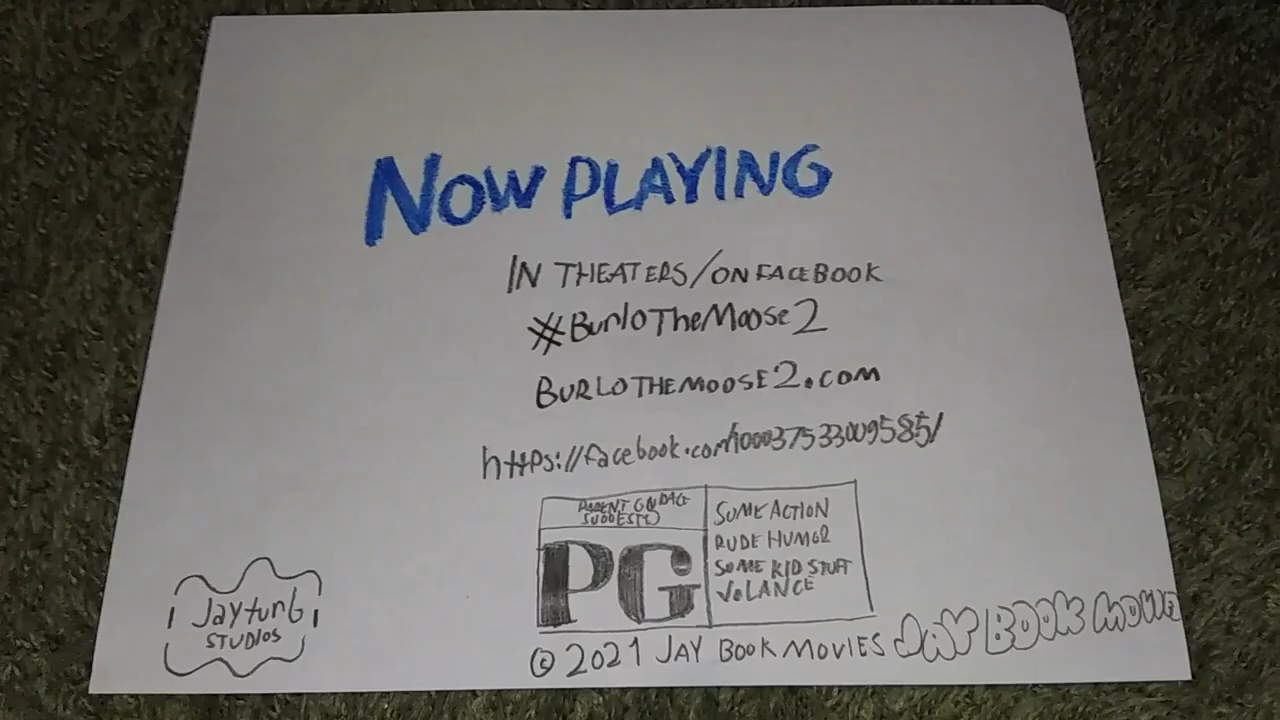 NOW PLAYING
IN THEATERS/ON FACEBOOK
#BurloTheMoose2
BURLOTHEMOOSE2.COM
https://facebook.com/100037533009585/
PARENT
PG
SOME ACTION
RUDE HUMOR
SOME KID STUFF
VOLANCE
Jayturb
STUDIOS
© 2021 JAY BOOK MOVIES
JAY BOOK MOVIE